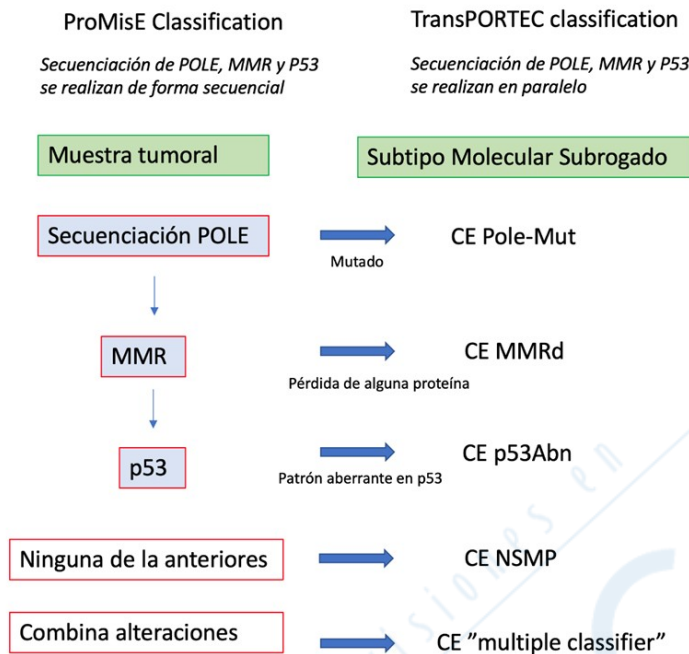 ProMisE Classification
TransPORTEC classification
Secuenciación de POLE, MMR y P53
se realizan de forma secuencial
Secuenciación de POLE, MMR y P53
se realizan en paralelo
Muestra tumoral
Subtipo Molecular Subrogado
Secuenciación POLE
Mutado
CE Pole-Mut
MMR
Pérdida de alguna proteína
CE MMRd
p53
Patrón aberrante en p53
CE p53Abn
Ninguna de la anteriores
CE NSMP
Combina alteraciones
CE ”multiple classifier”
visiones en